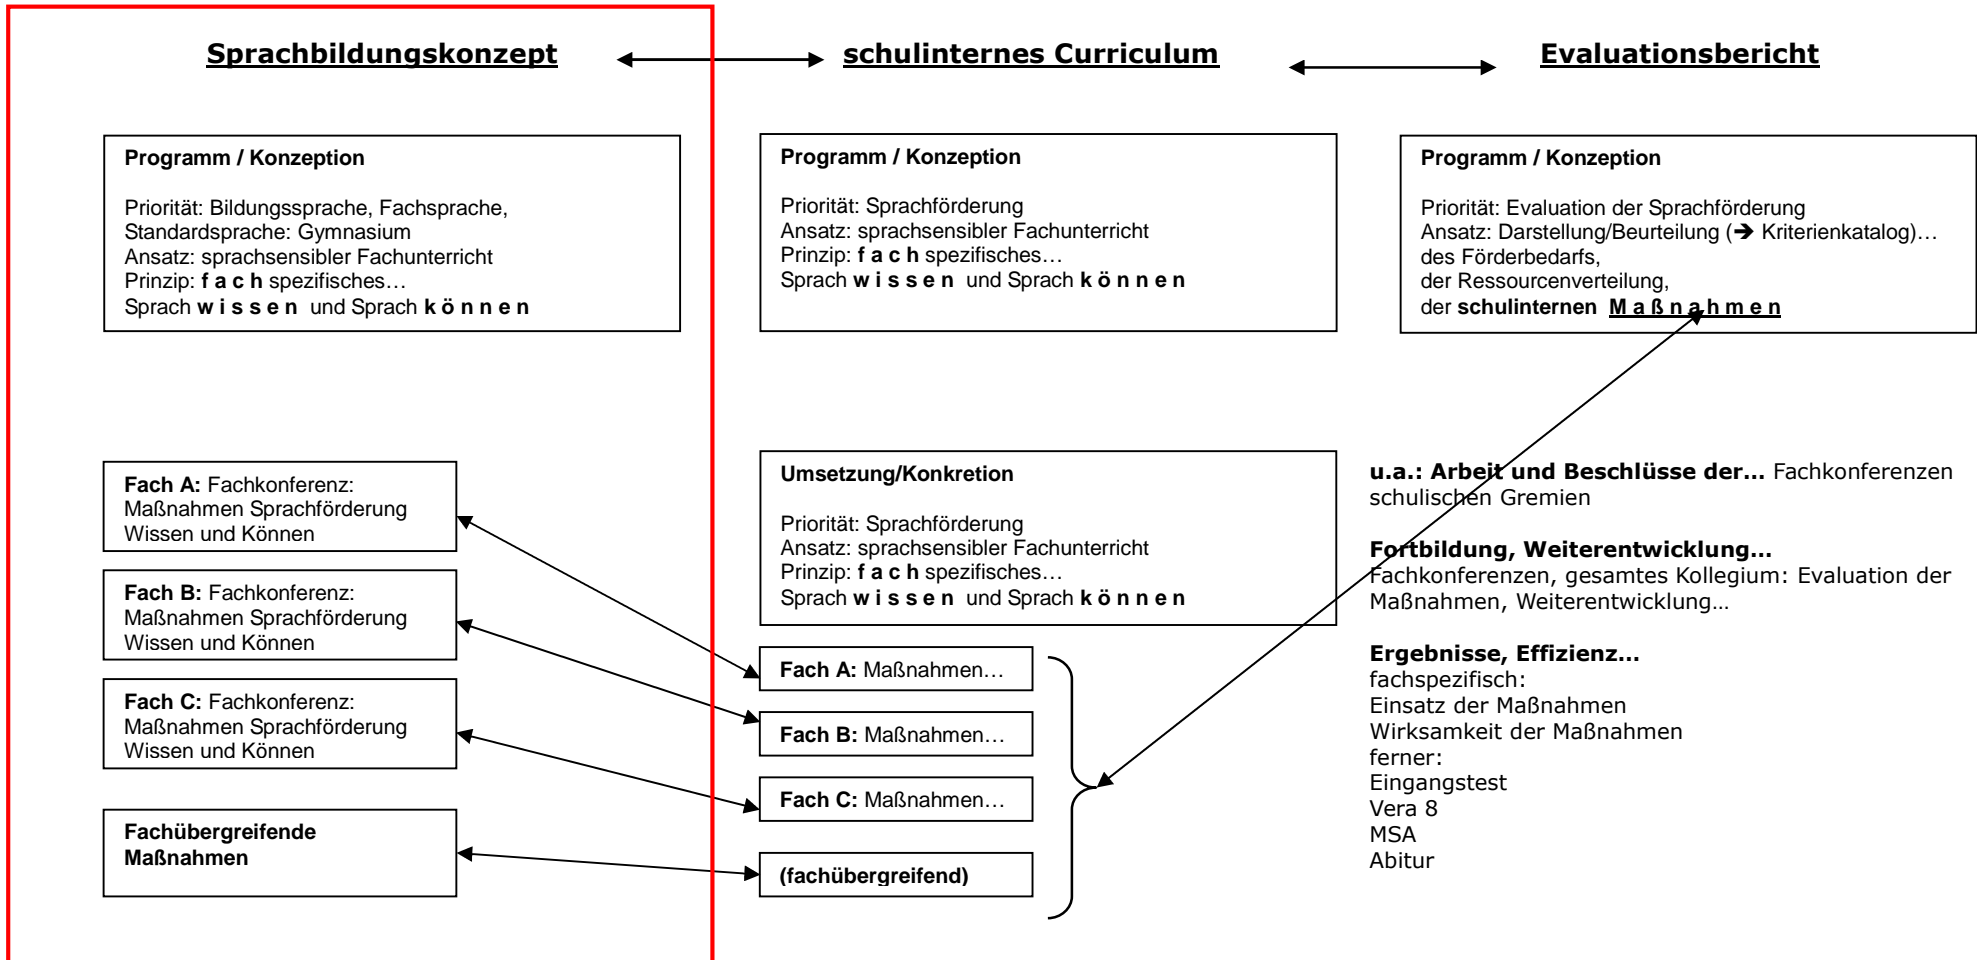 Sprachbildungskonzept
schulinternes Curriculum
Evaluationsbericht
Programm / Konzeption
Priorität: Bildungssprache, Fachsprache,
Standardsprache: Gymnasium
Ansatz: sprachsensibler Fachunterricht
Prinzip: f a c h spezifisches…
Sprach w i s s e n und Sprach k ö n n e n
Programm / Konzeption
Priorität: Sprachförderung
Ansatz: sprachsensibler Fachunterricht
Prinzip: f a c h spezifisches…
Sprach w i s s e n und Sprach k ö n n e n
Programm / Konzeption
Priorität: Evaluation der Sprachförderung
Ansatz: Darstellung/Beurteilung (➔ Kriterienkatalog)…
des Förderbedarfs,
der Ressourcenverteilung,
der schulinternen M a ß n a h m e n
Fach A: Fachkonferenz:
Maßnahmen Sprachförderung
Wissen und Können
Fach B: Fachkonferenz:
Maßnahmen Sprachförderung
Wissen und Können
Fach C: Fachkonferenz:
Maßnahmen Sprachförderung
Wissen und Können
Fachübergreifende
Maßnahmen
Umsetzung/Konkretion
Priorität: Sprachförderung
Ansatz: sprachsensibler Fachunterricht
Prinzip: f a c h spezifisches…
Sprach w i s s e n und Sprach k ö n n e n
Fach A: Maßnahmen…
Fach B: Maßnahmen…
Fach C: Maßnahmen…
(fachübergreifend)
u.a.: Arbeit und Beschlüsse der… Fachkonferenzen
schulischen Gremien
Fortbildung, Weiterentwicklung…
Fachkonferenzen, gesamtes Kollegium: Evaluation der
Maßnahmen, Weiterentwicklung…
Ergebnisse, Effizienz…
fachspezifisch:
Einsatz der Maßnahmen
Wirksamkeit der Maßnahmen
ferner:
Eingangstest
Vera 8
MSA
Abitur